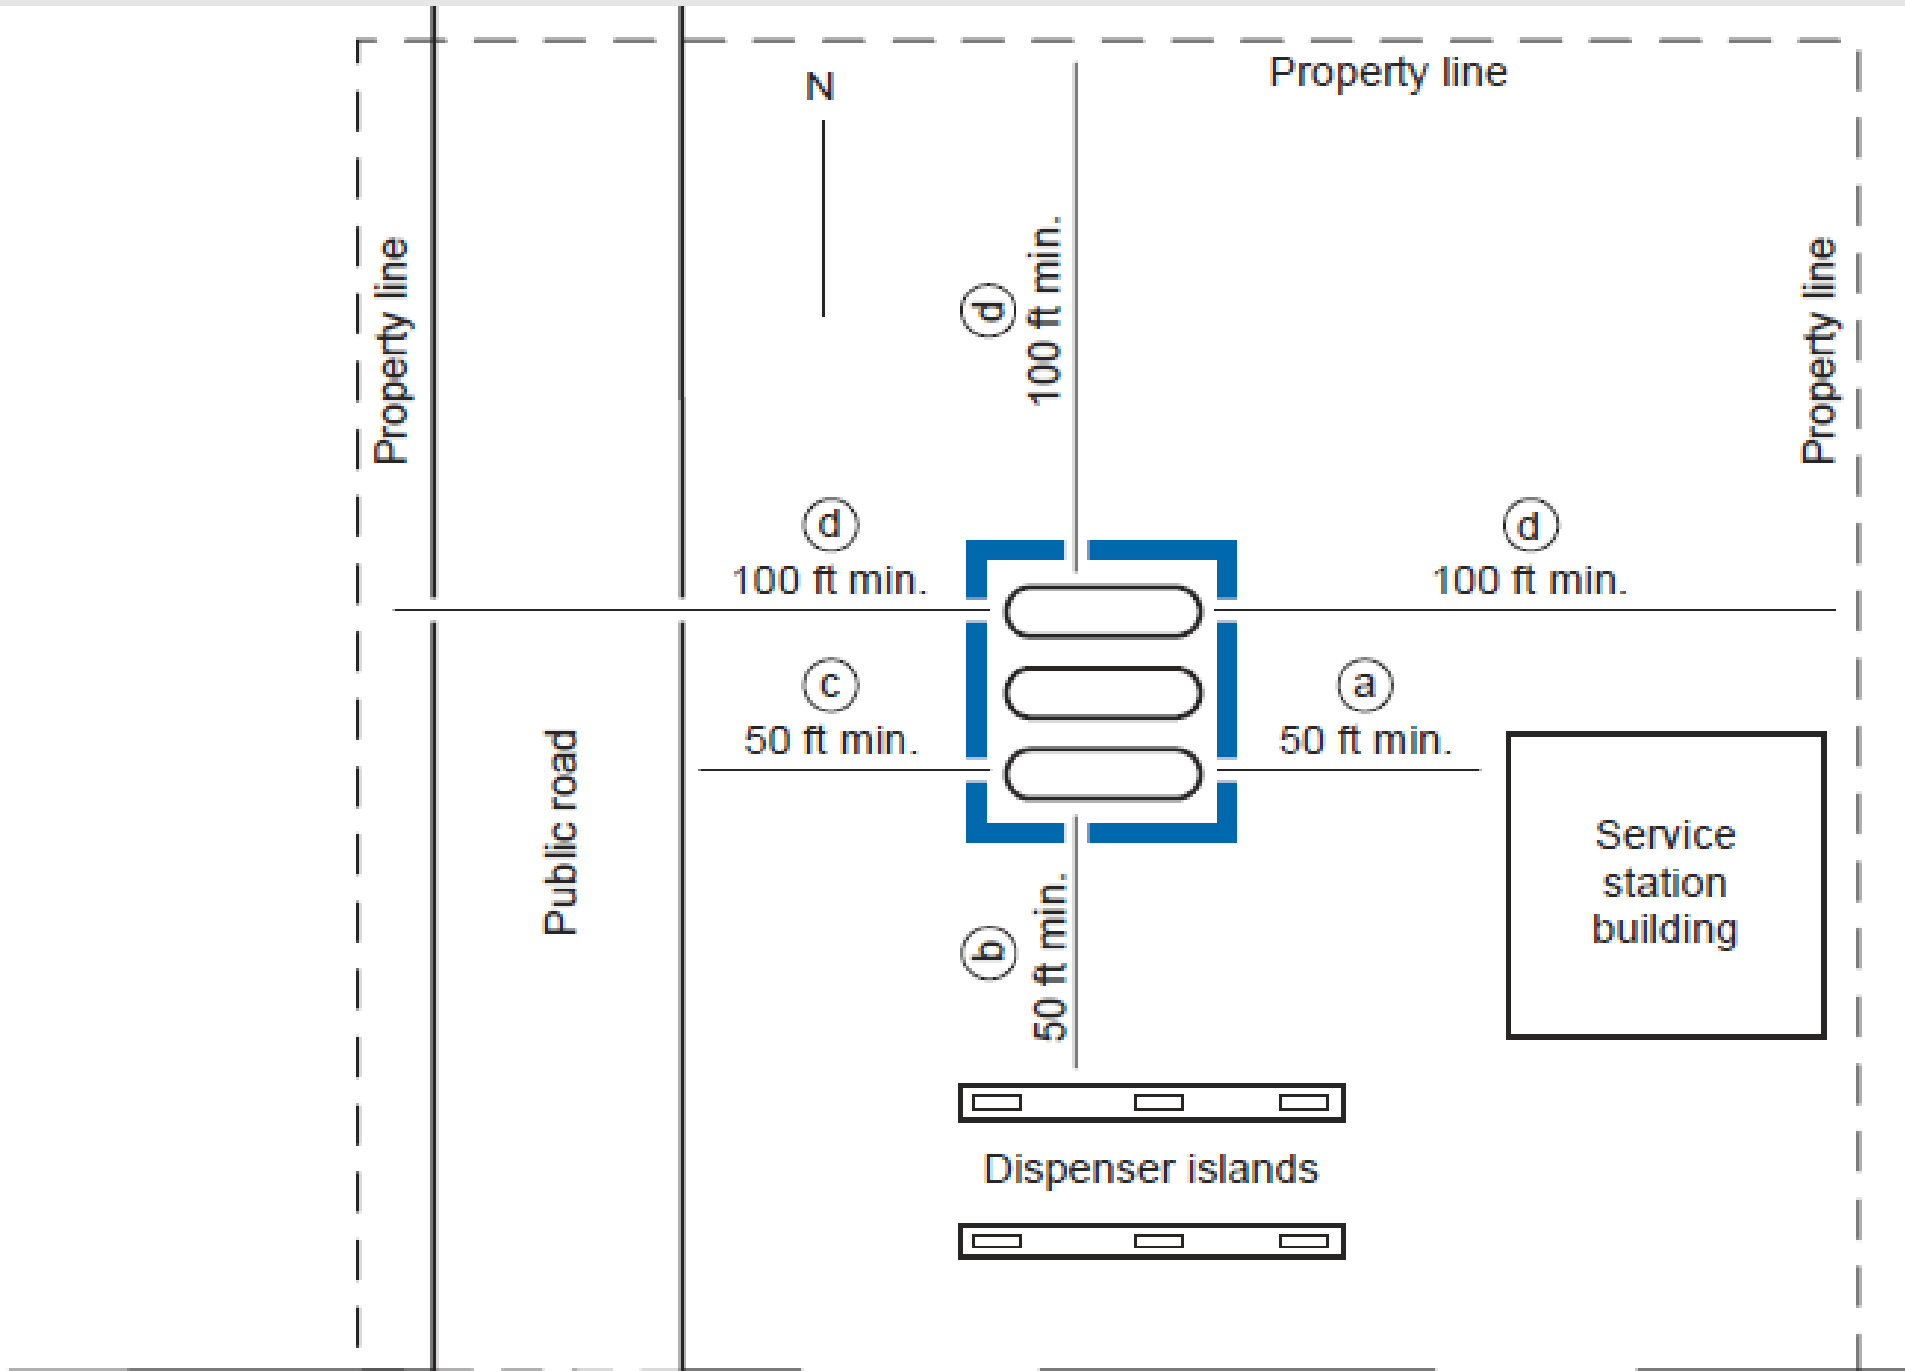 Property line
N
Property line
Property line
d
100 ft min.
d
100 ft min.
d
100 ft min.
c
50 ft min.
a
50 ft min.
Public road
Service
station
building
b
50 ft min.
Dispenser islands